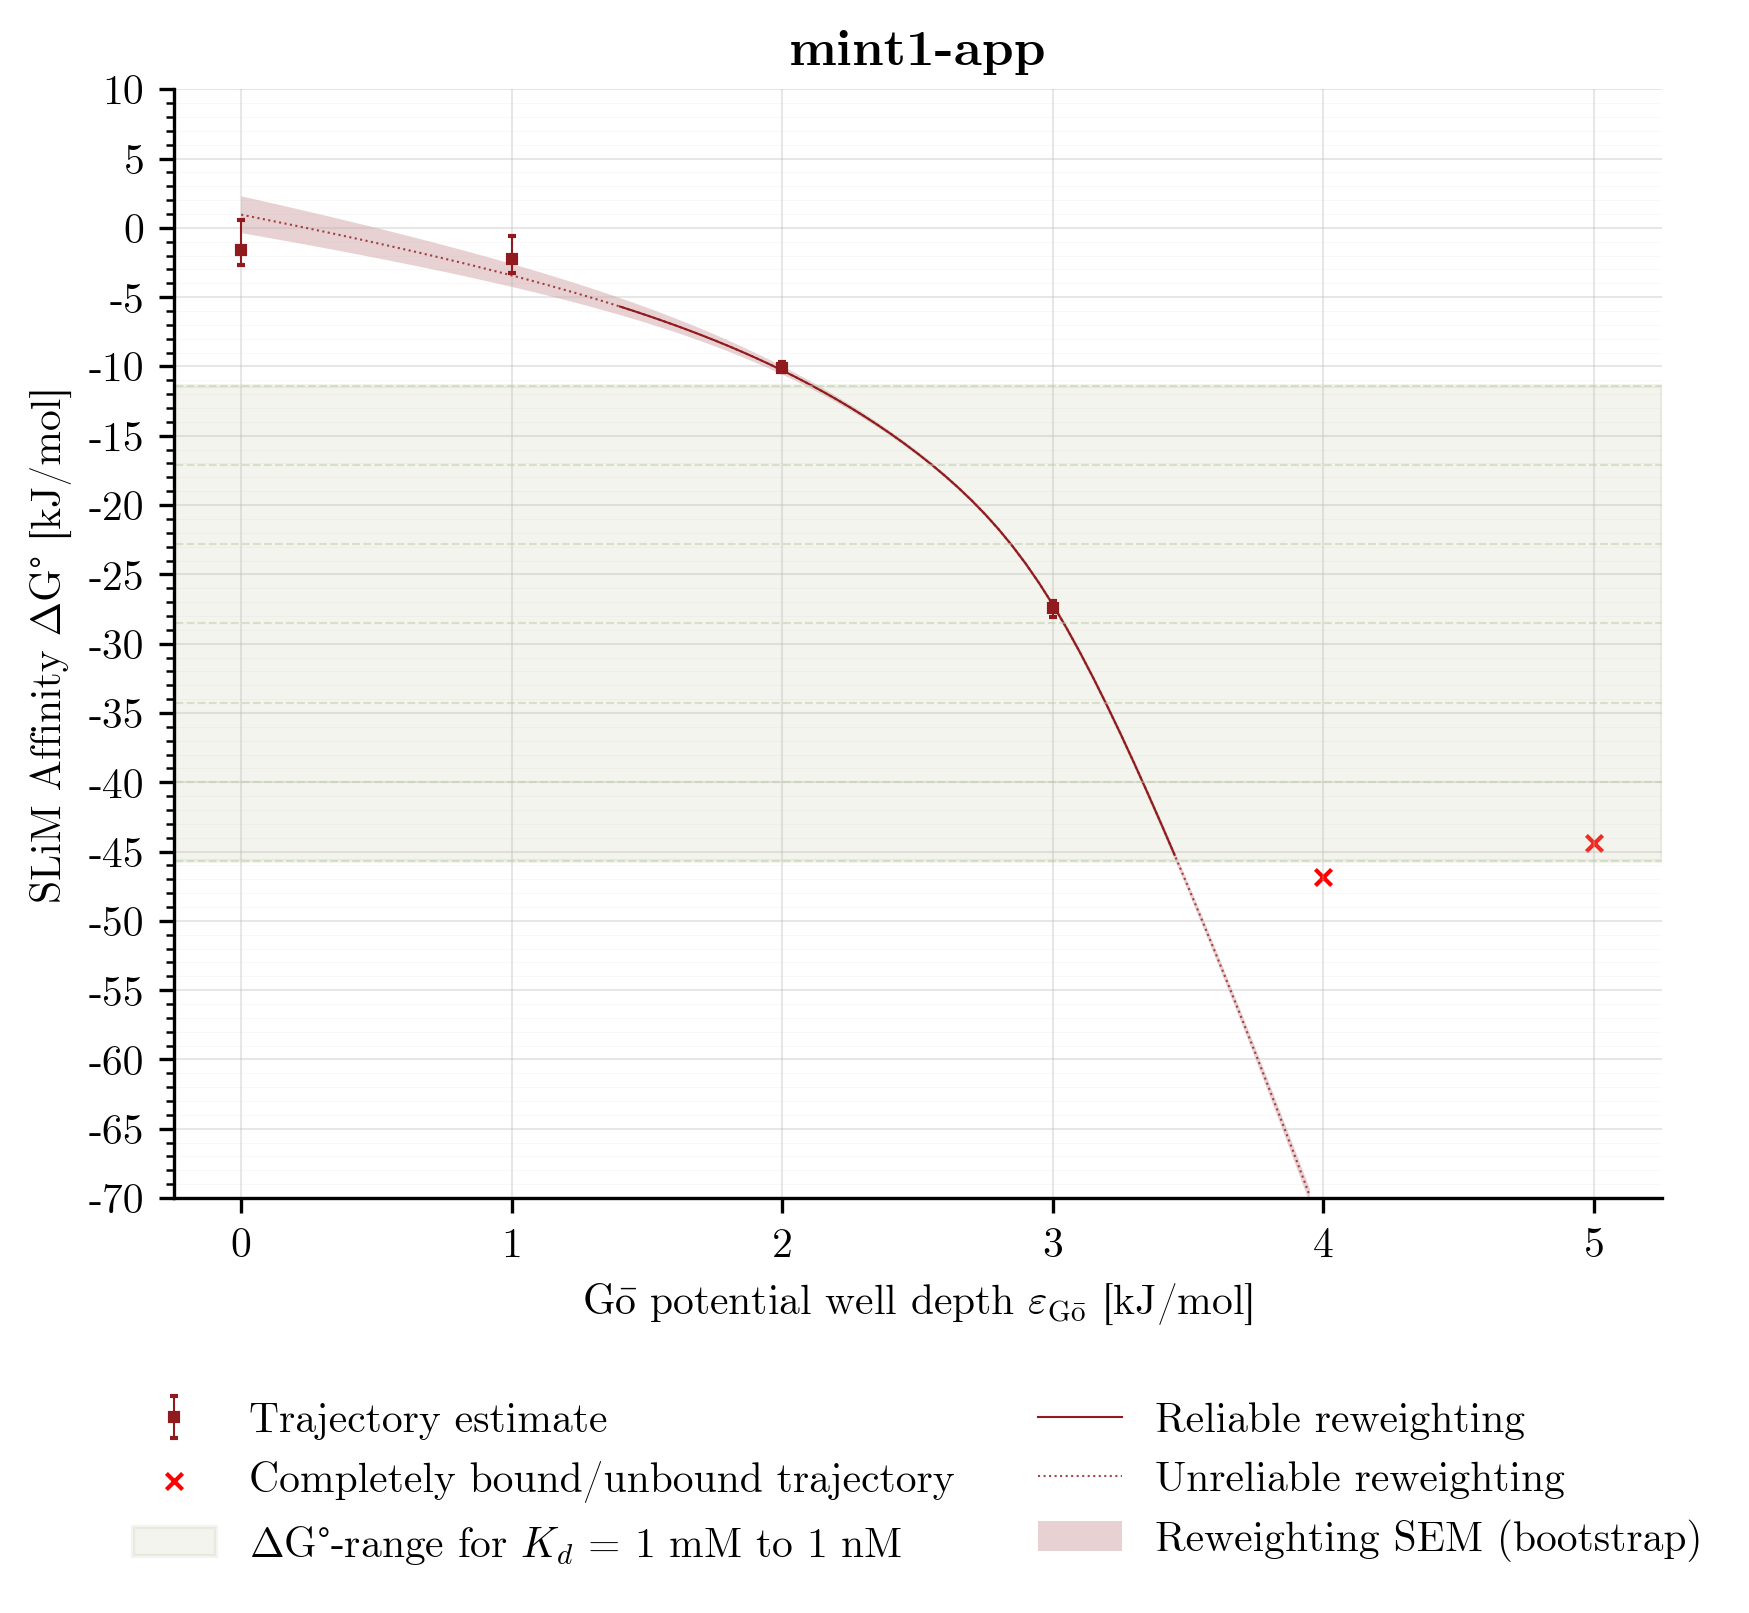 mint1-app
10
5
0
-5
-10
-15
-20
-25
-30
-35
-40
-45
-50
-55
-60
-65
-70
SLiM Affinity ΔG° [kJ/mol]
0 1 2 3 4 5
Gō potential well depth ε_Gō [kJ/mol]
Trajectory estimate
Completely bound/unbound trajectory
ΔG°-range for K_d = 1 mM to 1 nM
Reliable reweighting
Unreliable reweighting
Reweighting SEM (bootstrap)